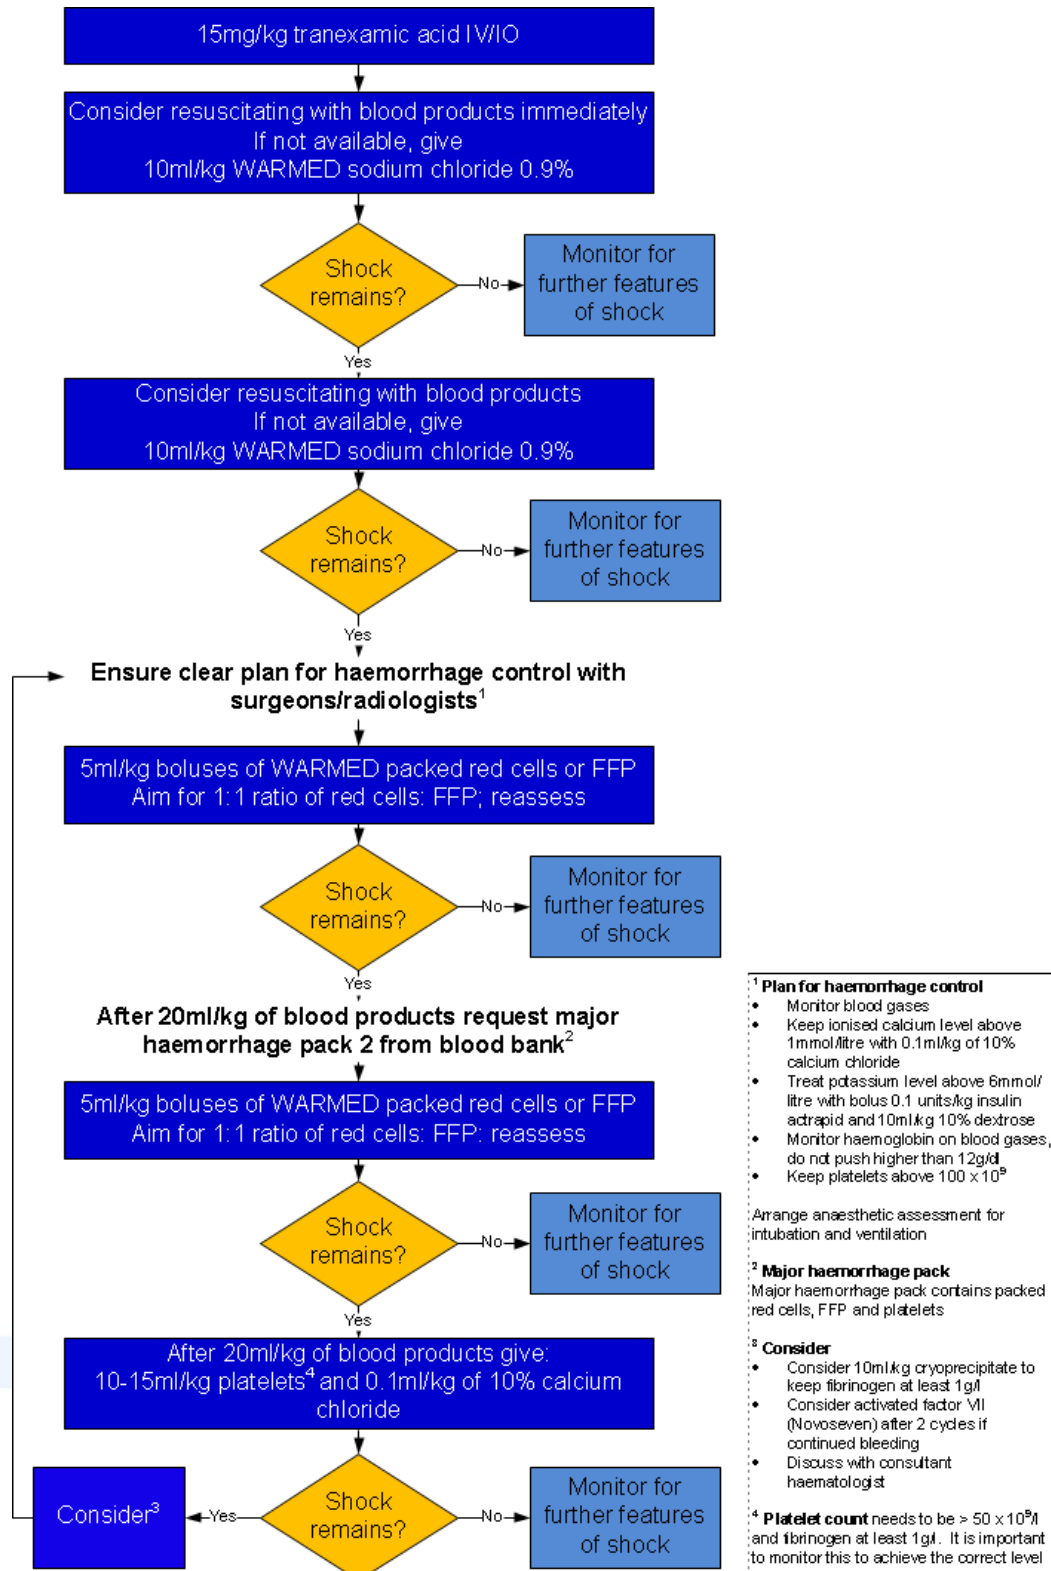 15mg/kg tranexamic acid IV/IO
Consider resuscitating with blood products immediately
If not available, give
10ml/kg WARMED sodium chloride 0.9%
Shock
remains?
No
Monitor for
further features
of shock
Yes
Consider resuscitating with blood products
If not available, give
10ml/kg WARMED sodium chloride 0.9%
Shock
remains?
No
Monitor for
further features
of shock
Yes
Ensure clear plan for haemorrhage control with
surgeons/radiologists¹
5ml/kg boluses of WARMED packed red cells or FFP
Aim for 1:1 ratio of red cells: FFP; reassess
Shock
remains?
No
Monitor for
further features
of shock
Yes
After 20ml/kg of blood products request major
haemorrhage pack 2 from blood bank²
5ml/kg boluses of WARMED packed red cells or FFP
Aim for 1:1 ratio of red cells: FFP: reassess
Shock
remains?
No
Monitor for
further features
of shock
Yes
After 20ml/kg of blood products give:
10-15ml/kg platelets⁴ and 0.1ml/kg of 10% calcium
chloride
Shock
remains?
No
Monitor for
further features
of shock
Yes
Consider³
¹ Plan for haemorrhage control
• Monitor blood gases
• Keep ionised calcium level above
1mmol/litre with 0.1ml/kg of 10%
calcium chloride
• Treat potassium level above 6mmol/
litre with bolus 0.1 units/kg insulin
actrapid and 10ml/kg 10% dextrose
• Monitor haemoglobin on blood gases,
do not push higher than 12g/dl
• Keep platelets above 100 x 10⁹
Arrange anaesthetic assessment for
intubation and ventilation
² Major haemorrhage pack
Major haemorrhage pack contains packed
red cells, FFP and platelets
³ Consider
• Consider 10ml/kg cryoprecipitate to
keep fibrinogen at least 1g/l
• Consider activated factor VII
(Novoseven) after 2 cycles if
continued bleeding
• Discuss with consultant
haematologist
⁴ Platelet count needs to be > 50 x 10⁹/l
and fibrinogen at least 1g/l. It is important
to monitor this to achieve the correct level